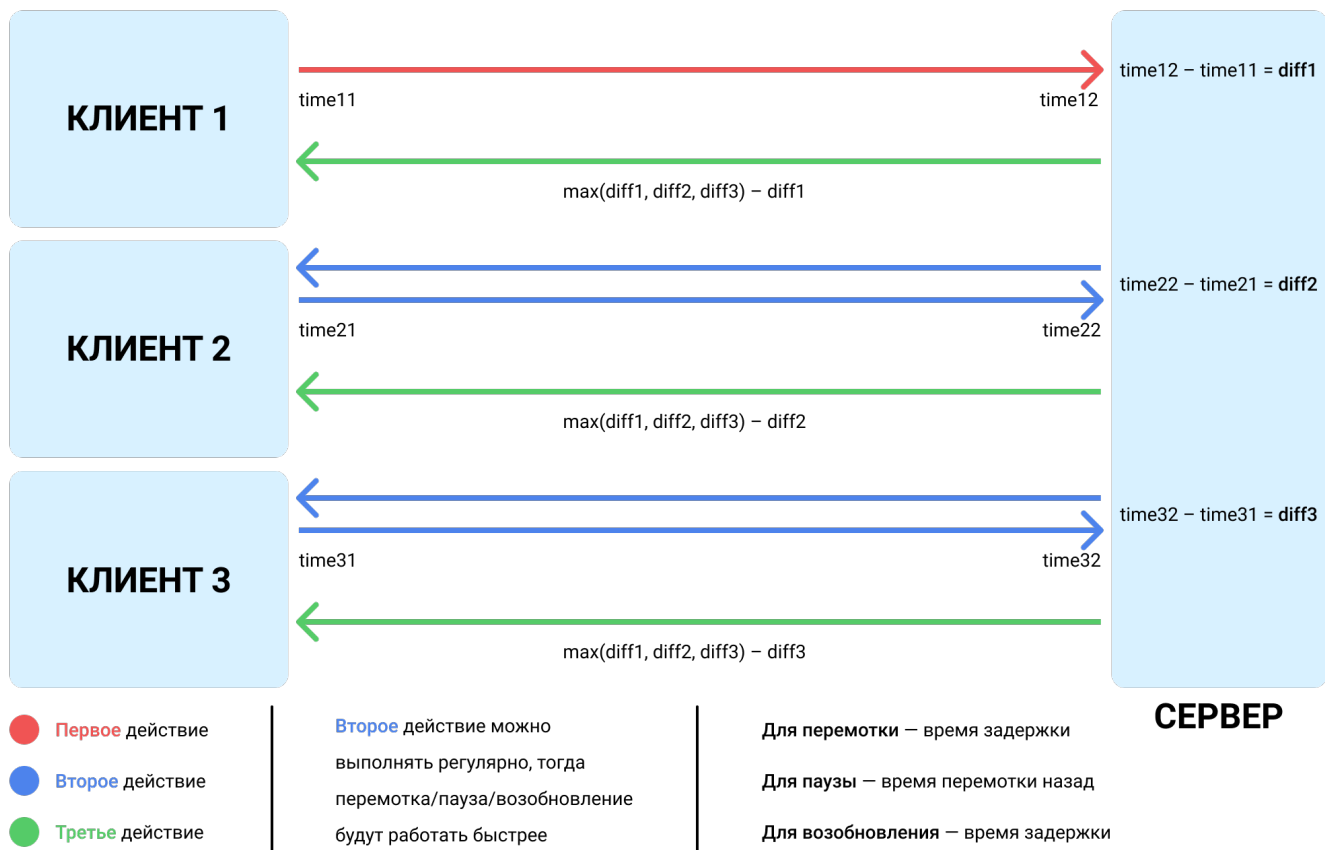 КЛИЕНТ 1
time11
time12
time12 – time11 = diff1
max(diff1, diff2, diff3) – diff1
КЛИЕНТ 2
time21
time22
time22 – time21 = diff2
max(diff1, diff2, diff3) – diff2
КЛИЕНТ 3
time31
time32
time32 – time31 = diff3
max(diff1, diff2, diff3) – diff3
СЕРВЕР
Первое действие
Второе действие
Третье действие
Второе действие можно
выполнять регулярно, тогда
перемотка/пауза/возобновление
будут работать быстрее
Для перемотки — время задержки
Для паузы — время перемотки назад
Для возобновления — время задержки